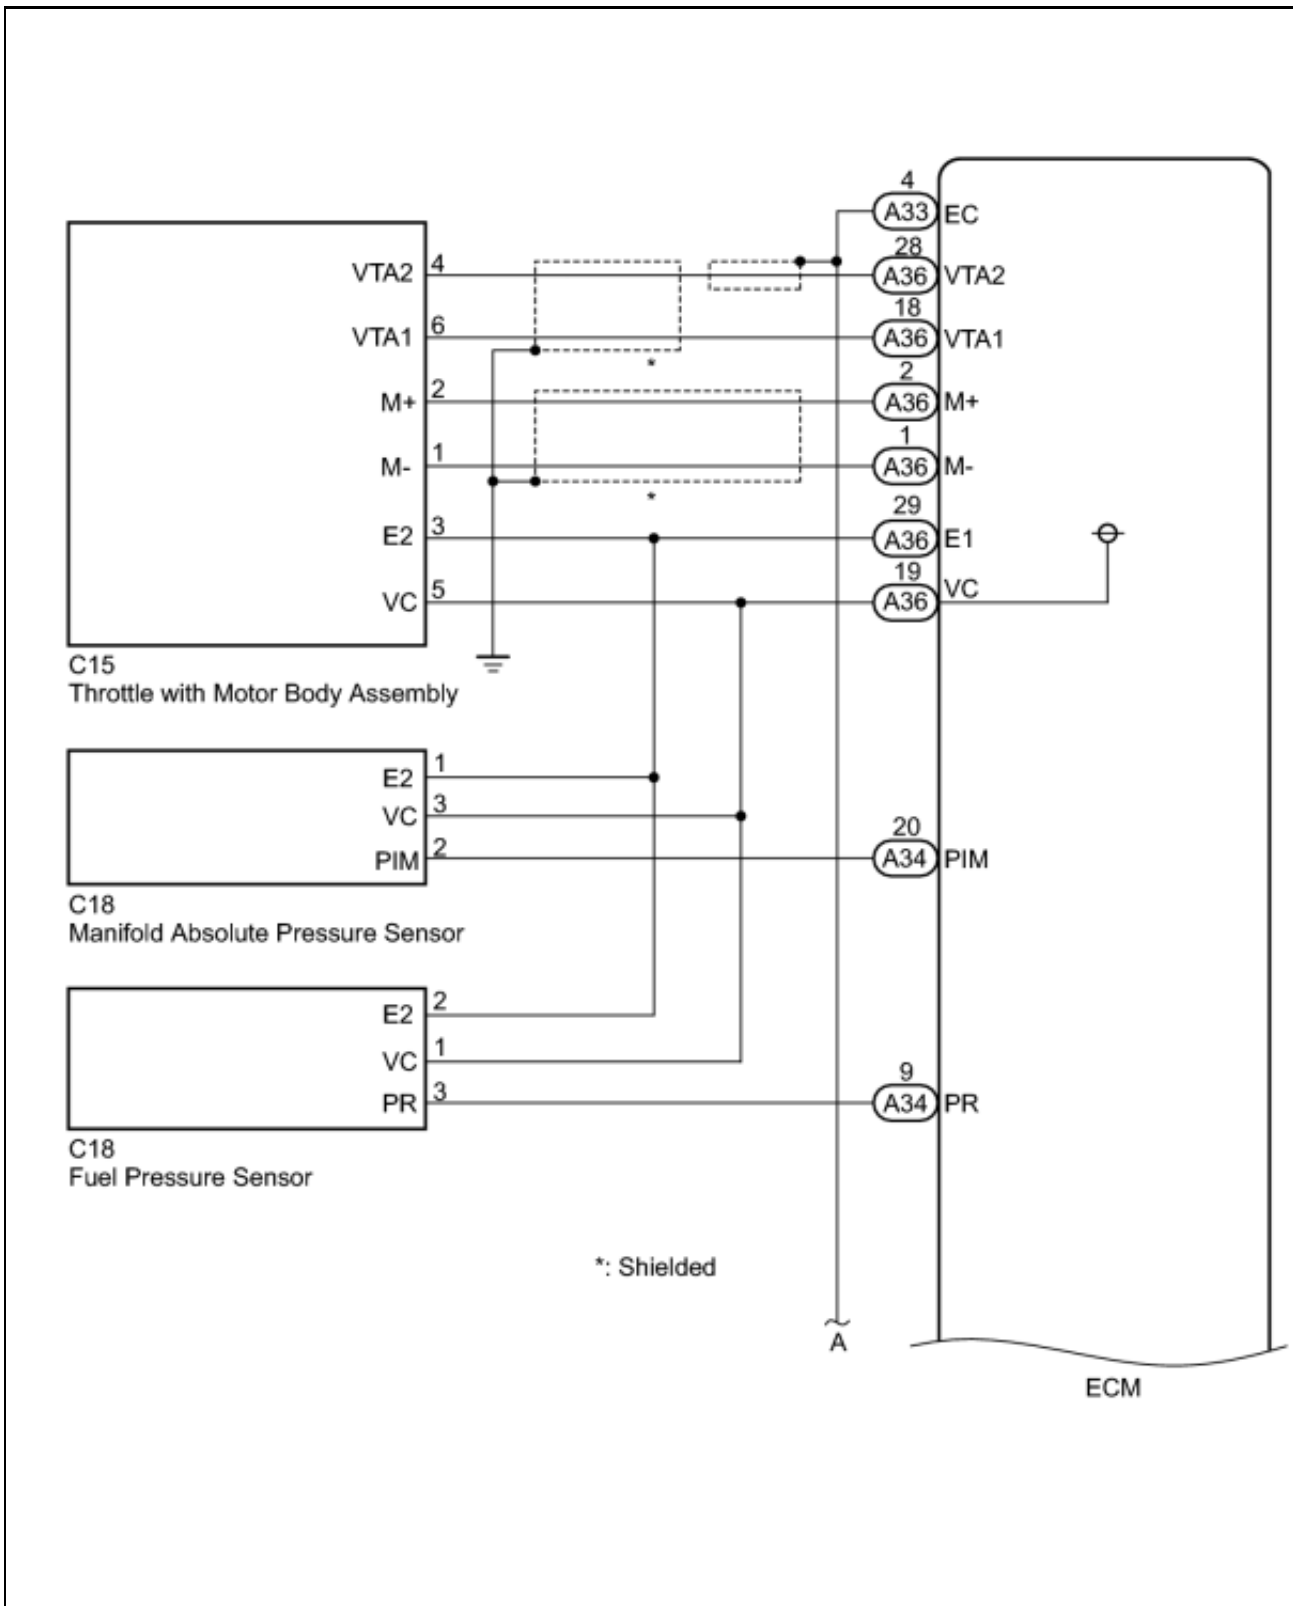 4
A33 EC
28
VTA2 4 A36 VTA2
18
VTA1 6 A36 VTA1
*
2
M+ 2 A36 M+
1
M- 1 A36 M-
*
29
E2 3 A36 E1
19
VC 5 A36 VC
C15
Throttle with Motor Body Assembly
E2 1
VC 3
20
PIM 2 A34 PIM
C18
Manifold Absolute Pressure Sensor
E2 2
VC 1
9
PR 3 A34 PR
C18
Fuel Pressure Sensor
*: Shielded
A
ECM